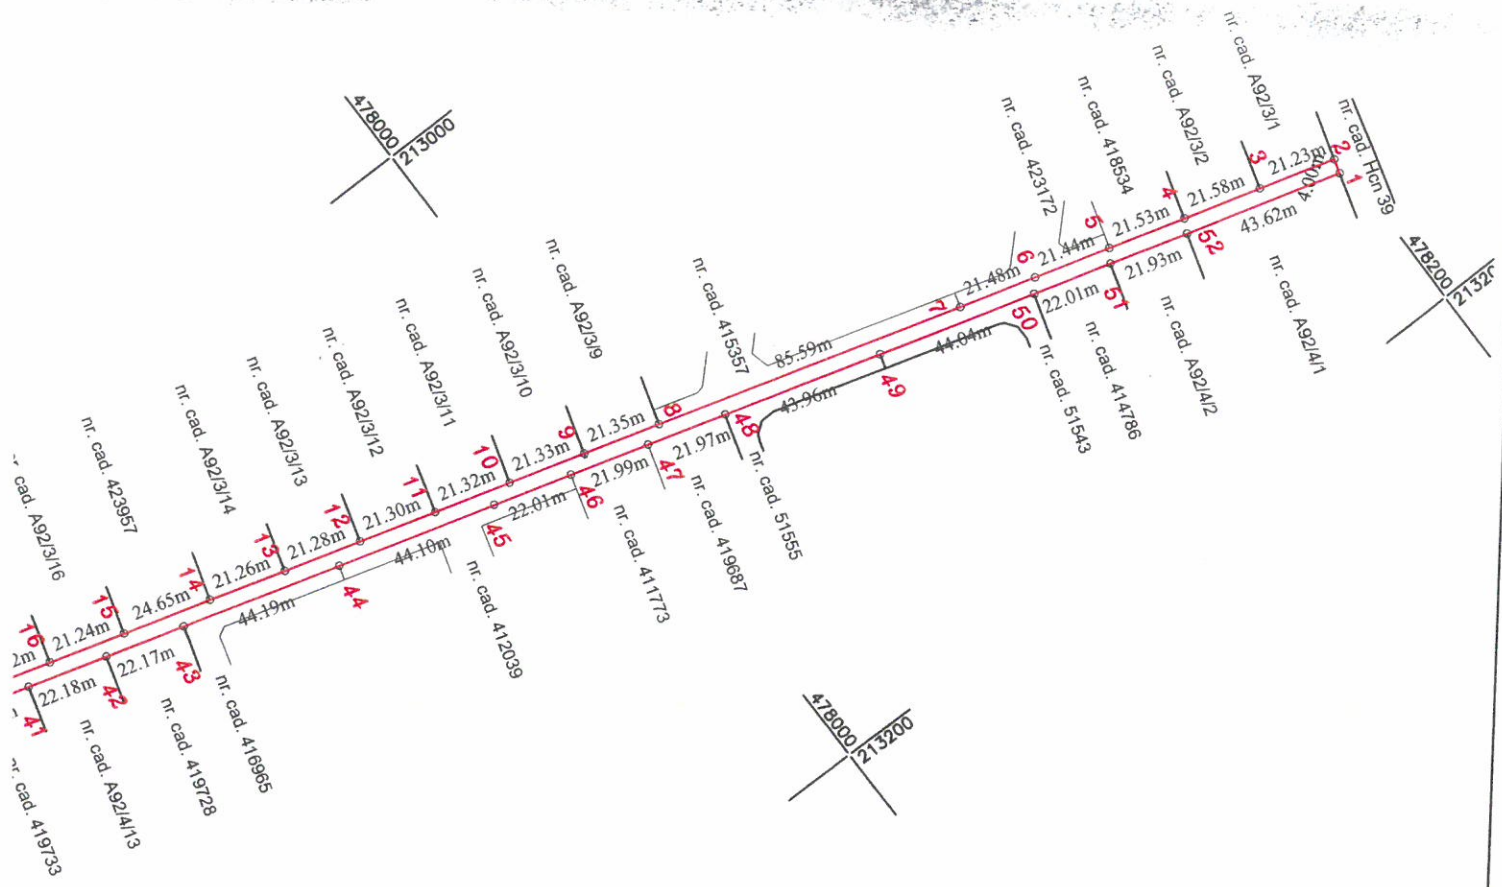 478000
213000
478200
478000
213200
nr. cad. Hcn 39
nr. cad. A92/3/1
nr. cad. A92/3/2
nr. cad. 418534
nr. cad. 423172
nr. cad. 415357
nr. cad. A92/3/9
nr. cad. A92/3/10
nr. cad. A92/3/11
nr. cad. A92/3/12
nr. cad. A92/3/13
nr. cad. A92/3/14
nr. cad. 423957
cad. A92/3/16
1
2
3
4
5
6
7
8
9
10
11
12
13
14
15
16
4.00m
21.23m
21.58m
21.53m
21.44m
21.48m
85.59m
21.35m
21.33m
21.32m
21.30m
21.28m
21.26m
24.65m
21.24m
2m
43.62m
21.93m
22.01m
44.04m
43.96m
21.97m
21.99m
22.01m
44.10m
44.19m
22.17m
22.18m
52
51
50
49
48
47
46
45
44
43
42
41
nr. cad. A92/4/1
nr. cad. A92/4/2
nr. cad. 414786
nr. cad. 51543
nr. cad. 51555
nr. cad. 419687
nr. cad. 411773
nr. cad. 412039
nr. cad. 416965
nr. cad. 419728
nr. cad. A92/4/13
cad. 419733